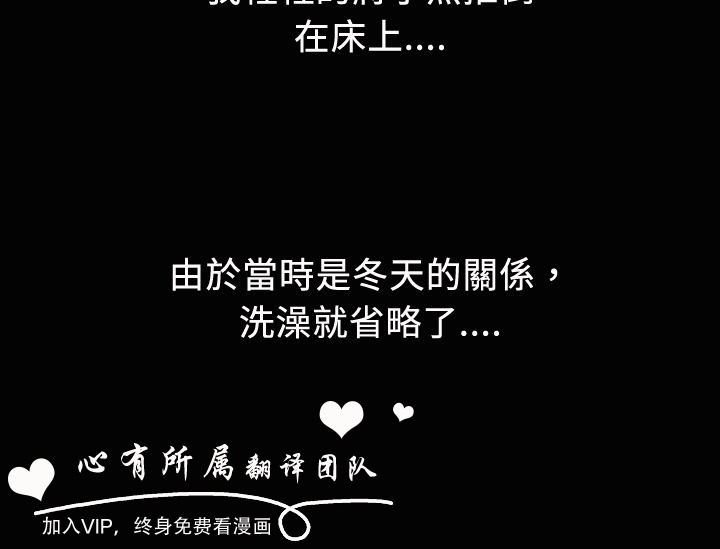 在床上....
由於當時是冬天的關係，
洗澡就省略了....
心有所属翻译团队
加入VIP，终身免费看漫画